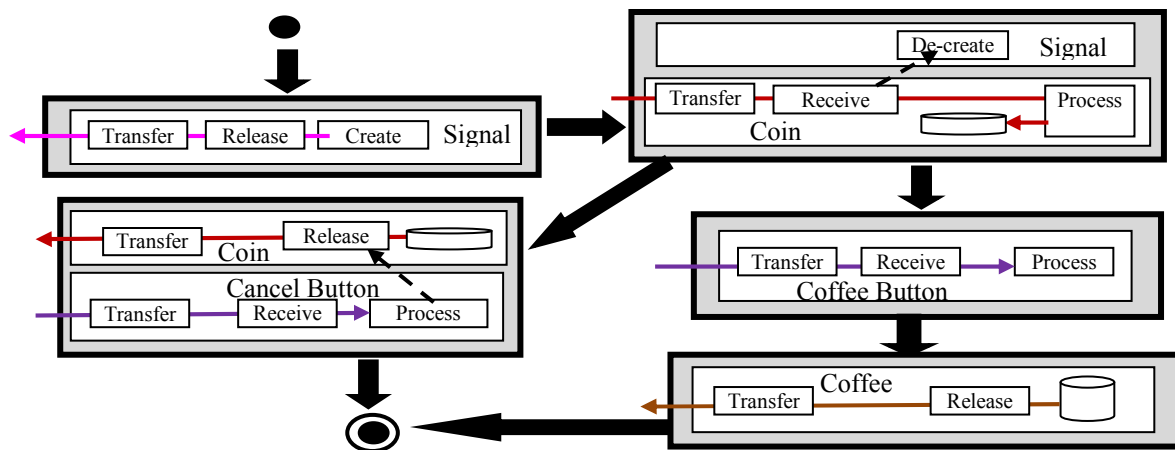 De-create Signal
Transfer Receive Process
Coin
Transfer Release Create Signal
Transfer Release
Coin
Cancel Button
Transfer Receive Process
Transfer Receive Process
Coffee Button
Coffee
Transfer Release